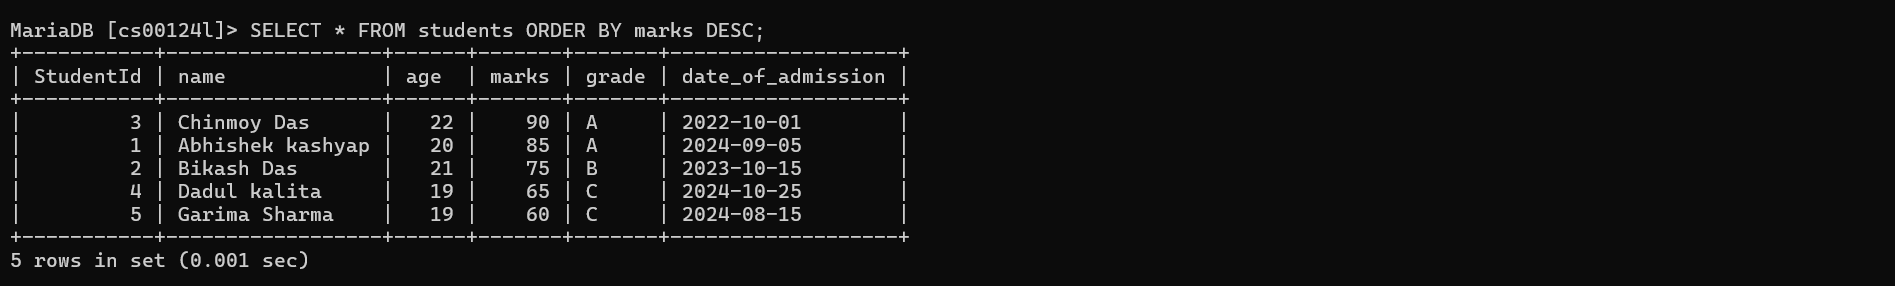 MariaDB [cs00124l]> SELECT * FROM students ORDER BY marks DESC;
+-----------+------------------+------+-------+-------+-------------------+
| StudentId | name             | age  | marks | grade | date_of_admission |
+-----------+------------------+------+-------+-------+-------------------+
|         3 | Chinmoy Das      |   22 |    90 | A     | 2022-10-01        |
|         1 | Abhishek kashyap |   20 |    85 | A     | 2024-09-05        |
|         2 | Bikash Das       |   21 |    75 | B     | 2023-10-15        |
|         4 | Dadul kalita     |   19 |    65 | C     | 2024-10-25        |
|         5 | Garima Sharma    |   19 |    60 | C     | 2024-08-15        |
+-----------+------------------+------+-------+-------+-------------------+
5 rows in set (0.001 sec)